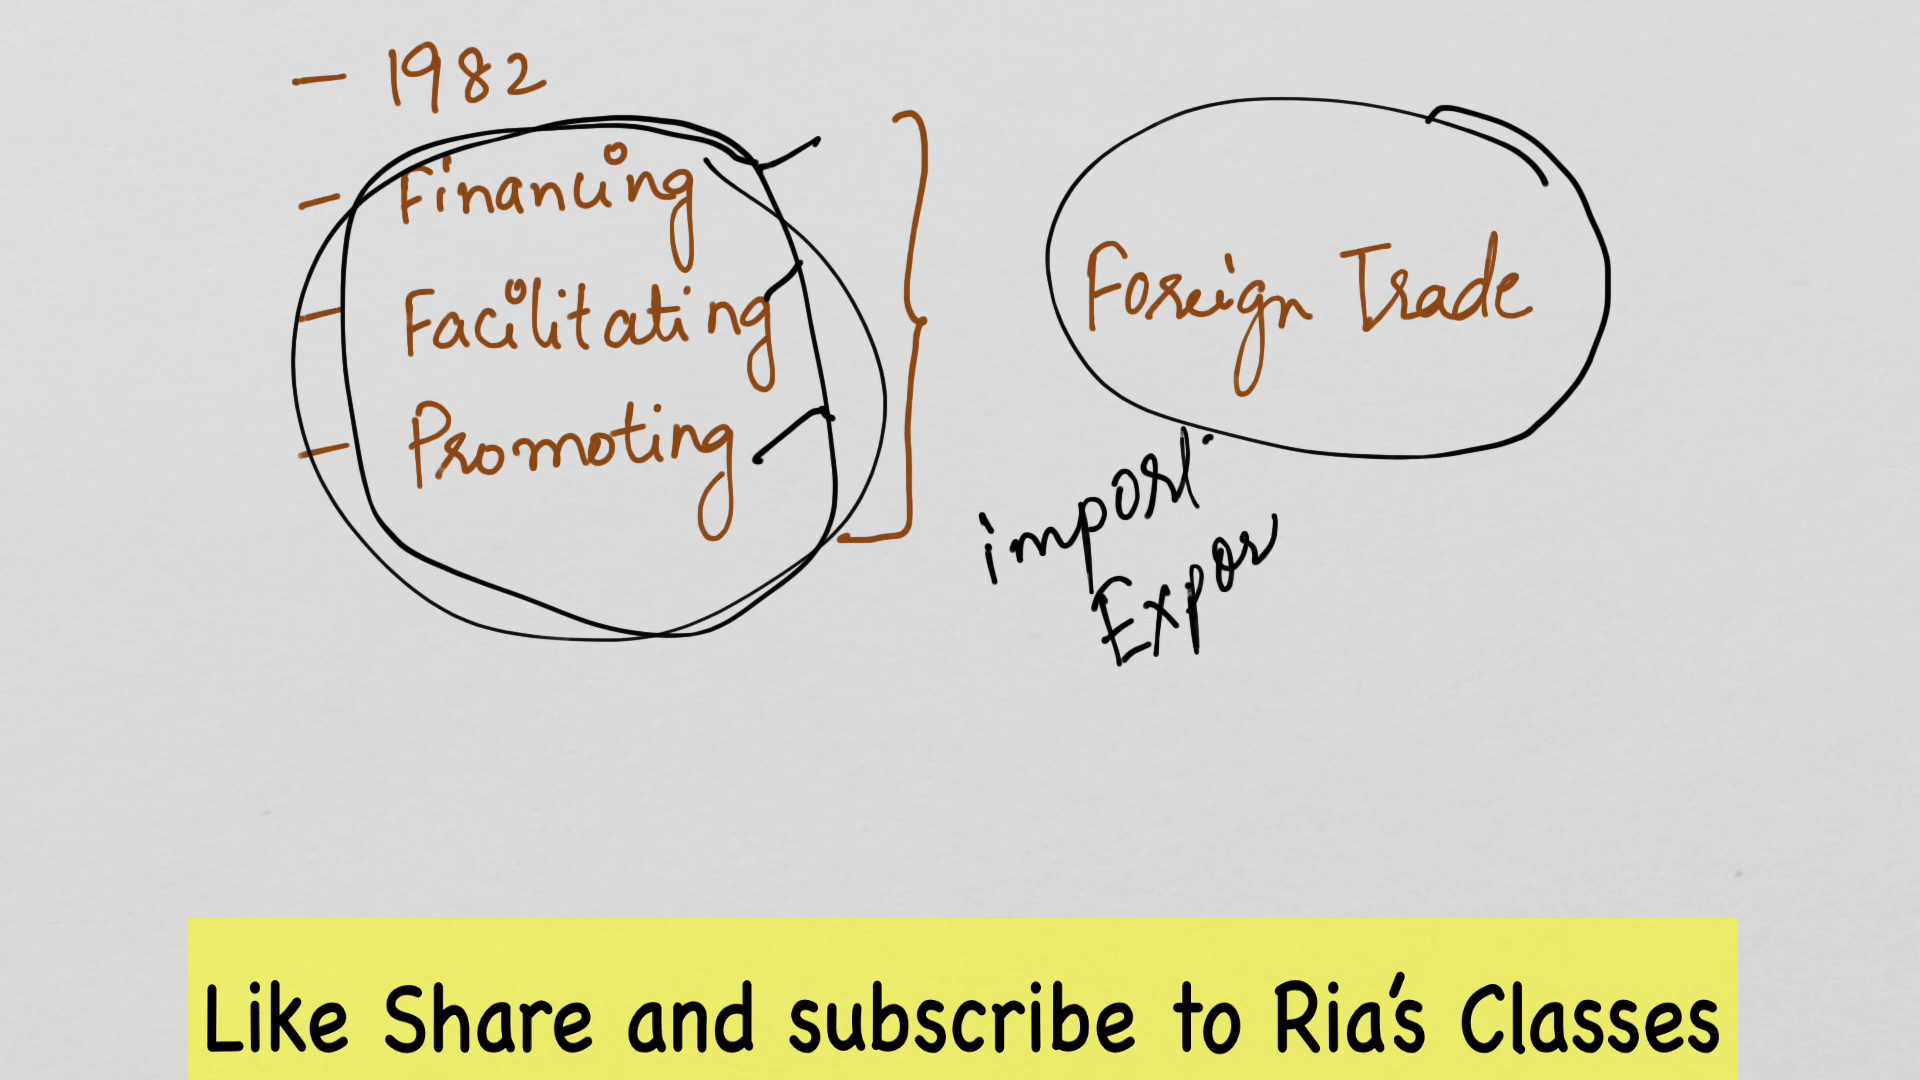 - 1982
- Financing
- Facilitating
- Promoting
Foreign Trade
import
Expor
Like Share and subscribe to Ria's Classes